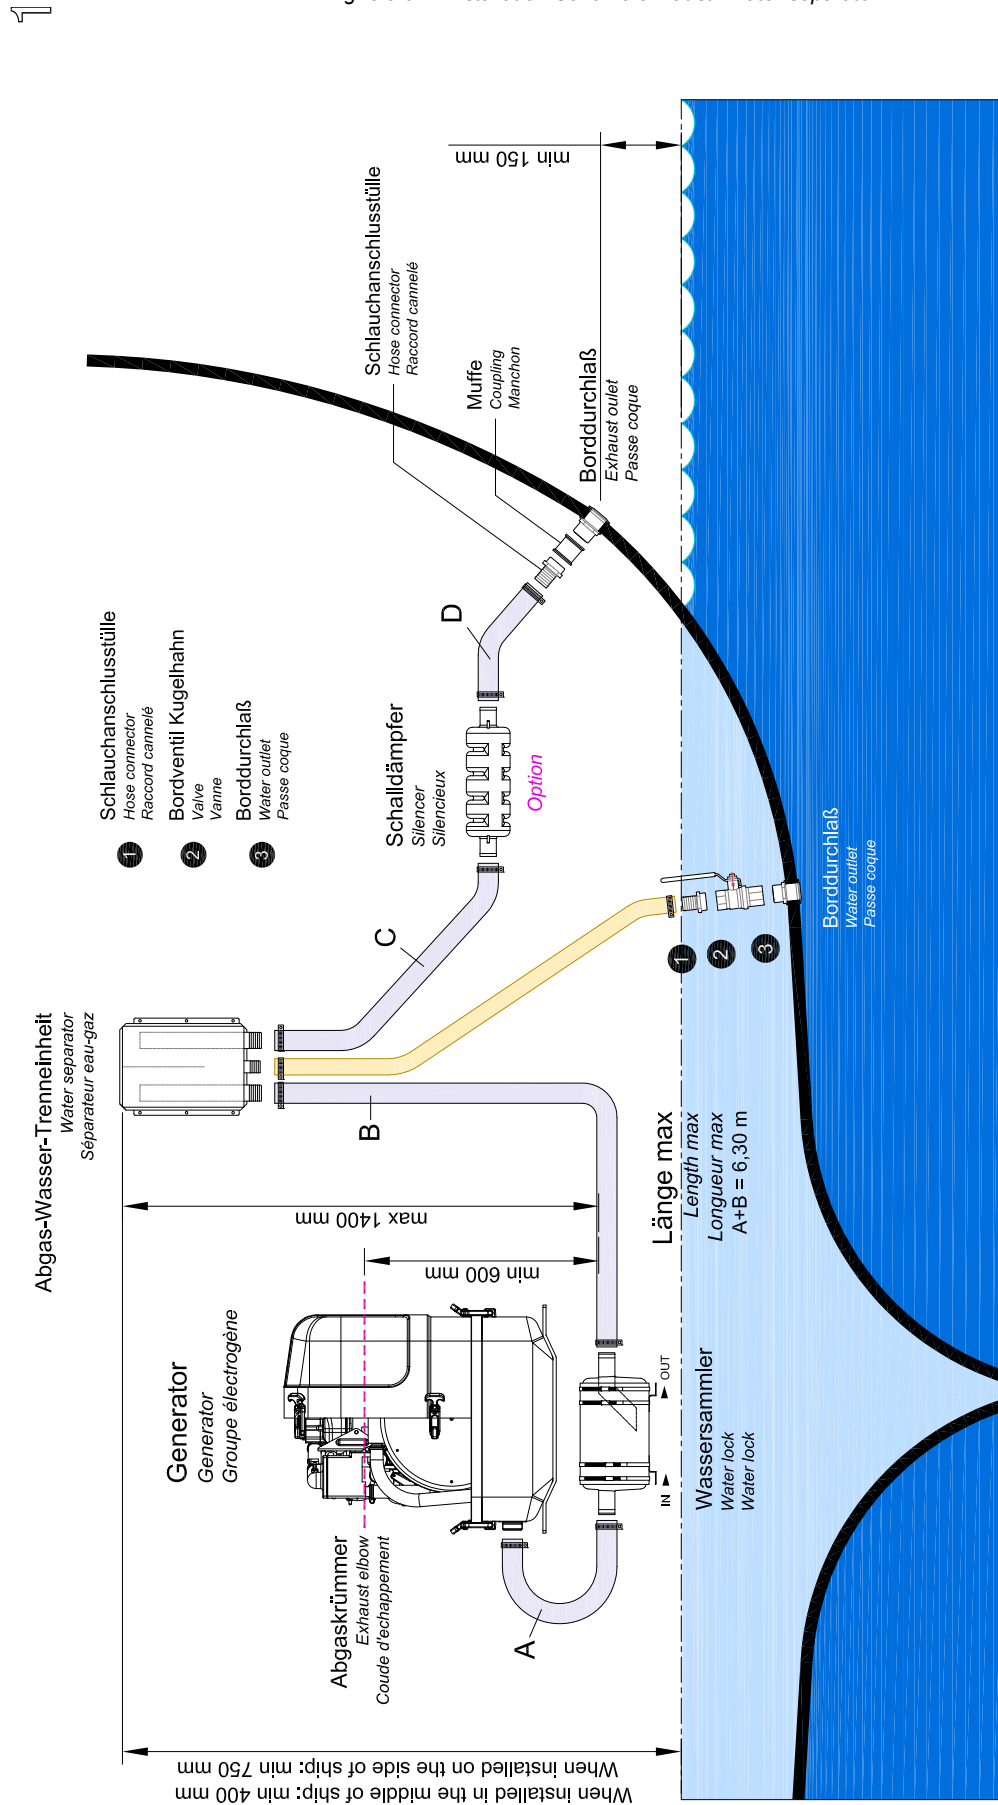 1
Abgas-Wasser-Trenneinheit
Water separator
Séparateur eau-gaz
1
Schlauchanschlusstülle
Hose connector
Raccord cannelé
2
Bordventil Kugelhahn
Valve
Vanne
3
Borddurchlaß
Water outlet
Passe coque
Schlauchanschlusstülle
Hose connector
Raccord cannelé
Muffe
Coupling
Manchon
Borddurchlaß
Exhaust oulet
Passe coque
min 150 mm
Generator
Generator
Groupe électrogène
Abgaskrümmer
Exhaust elbow
Coude d'echappement
max 1400 mm
min 600 mm
Schalldämpfer
Silencer
Silencieux
Option
A
B
C
D
Länge max
Length max
Longueur max
A+B = 6,30 m
IN
OUT
Wassersammler
Water lock
Water lock
1
2
3
Borddurchlaß
Water outlet
Passe coque
When installed on the side of ship: min 750 mm
When installed in the middle of ship: min 400 mm